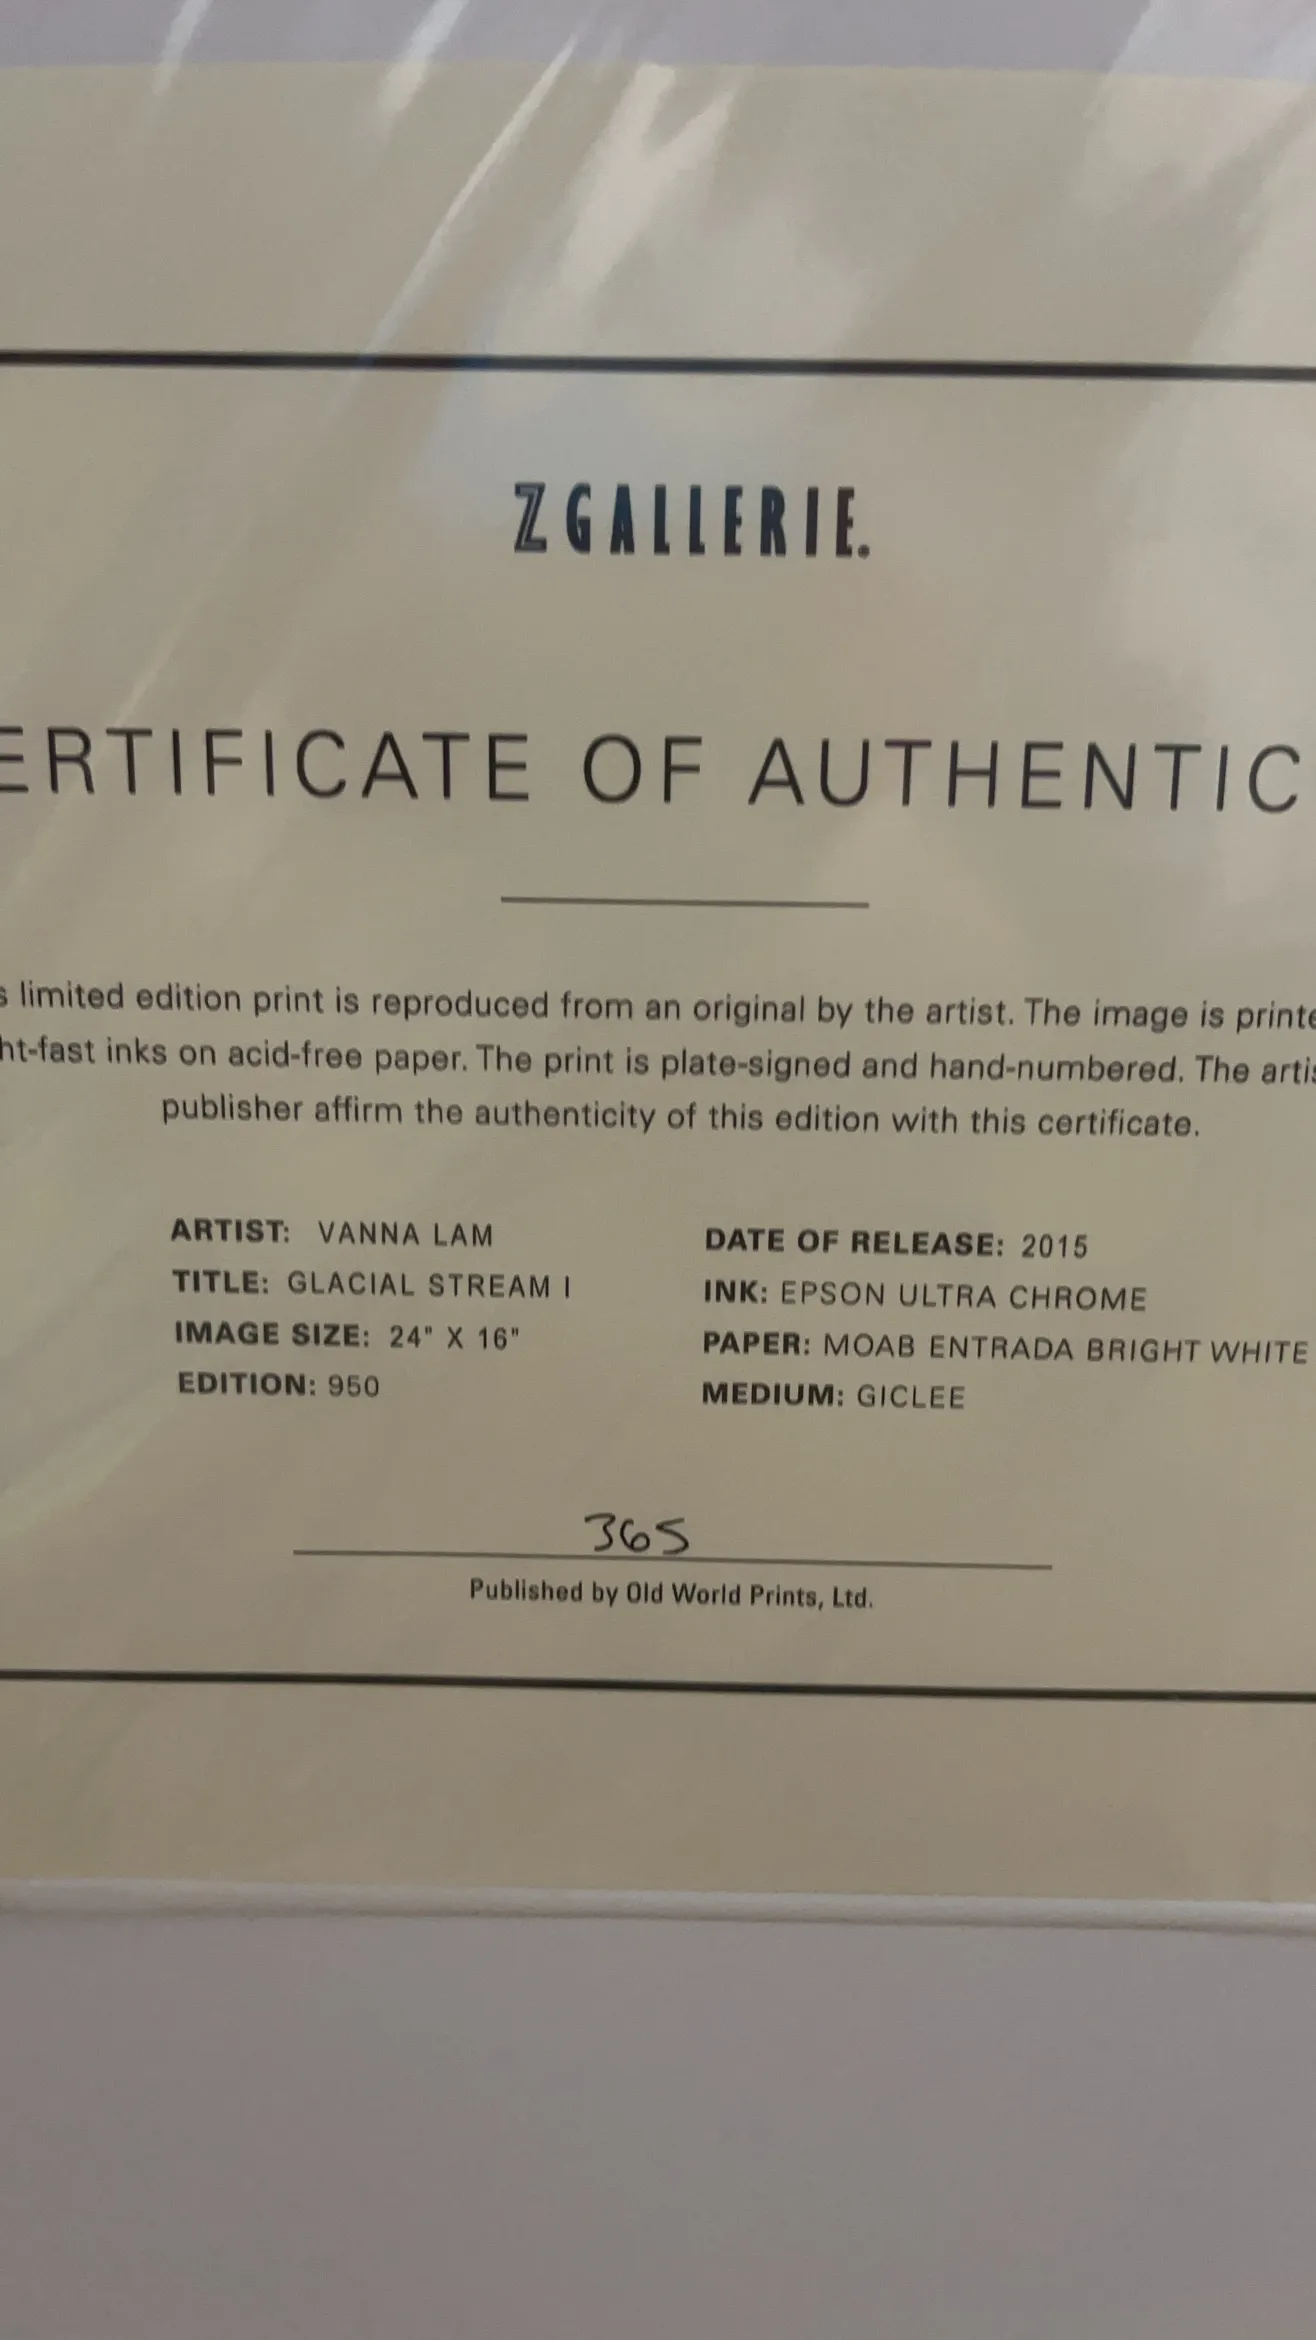 Z GALLERIE.
ERTIFICATE OF AUTHENTIC
s limited edition print is reproduced from an original by the artist. The image is printe
ht-fast inks on acid-free paper. The print is plate-signed and hand-numbered. The artis
publisher affirm the authenticity of this edition with this certificate.
ARTIST: VANNA LAM
TITLE: GLACIAL STREAM I
IMAGE SIZE: 24" X 16"
EDITION: 950
DATE OF RELEASE: 2015
INK: EPSON ULTRA CHROME
PAPER: MOAB ENTRADA BRIGHT WHITE
MEDIUM: GICLEE
365
Published by Old World Prints, Ltd.